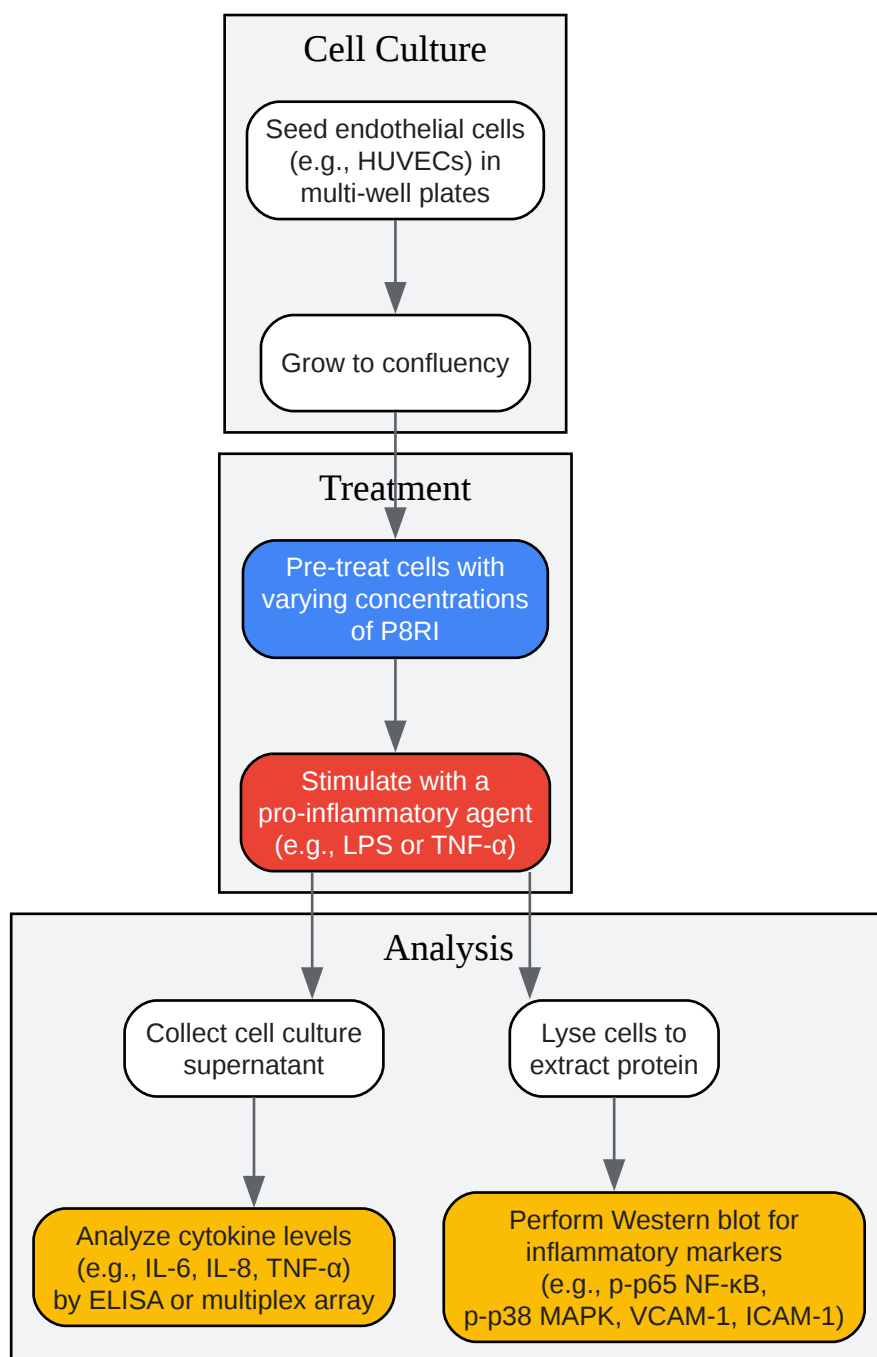 Cell Culture
Seed endothelial cells
(e.g., HUVECs) in
multi-well plates
Grow to confluency
Treatment
Pre-treat cells with
varying concentrations
of P8RI
Stimulate with a
pro-inflammatory agent
(e.g., LPS or TNF-α)
Analysis
Collect cell culture
supernatant
Lyse cells to
extract protein
Analyze cytokine levels
(e.g., IL-6, IL-8, TNF-α)
by ELISA or multiplex array
Perform Western blot for
inflammatory markers
(e.g., p-p65 NF-κB,
p-p38 MAPK, VCAM-1, ICAM-1)